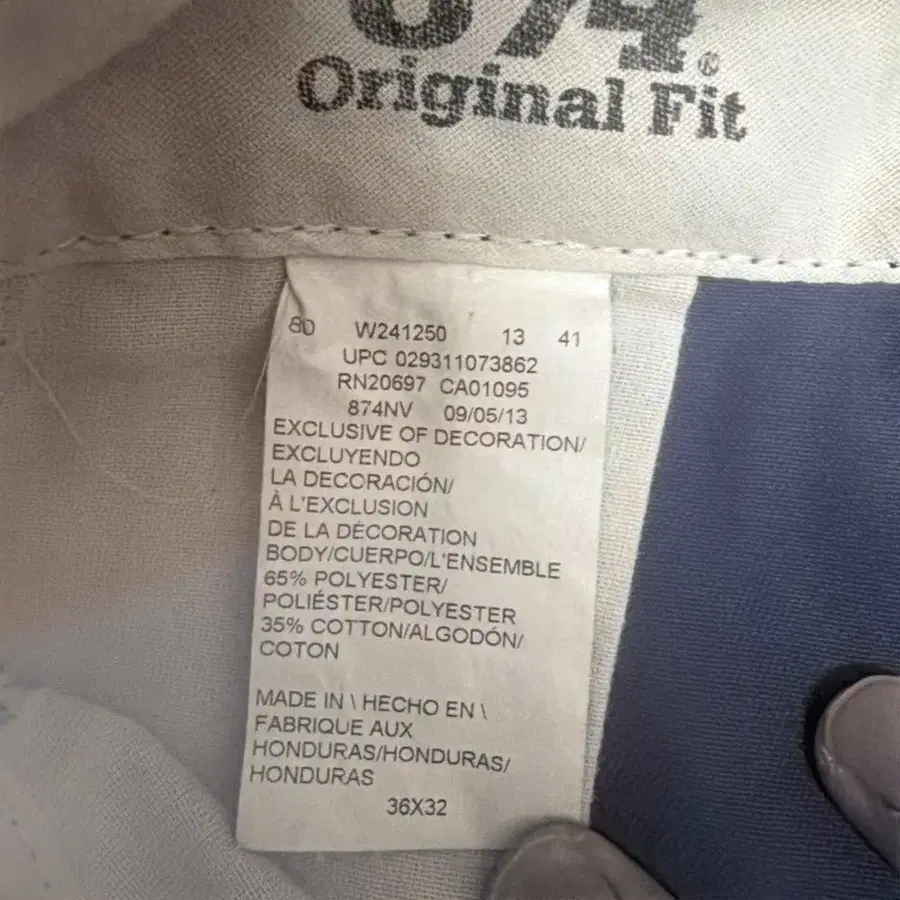 874®
Original Fit
80 W241250 13 41
UPC 029311073862
RN20697 CA01095
874NV 09/05/13
EXCLUSIVE OF DECORATION/
EXCLUYENDO
LA DECORACIÓN/
À L'EXCLUSION
DE LA DÉCORATION
BODY/CUERPO/L'ENSEMBLE
65% POLYESTER/
POLIÉSTER/POLYESTER
35% COTTON/ALGODÓN/
COTON
MADE IN \ HECHO EN \
FABRIQUE AUX
HONDURAS/HONDURAS/
HONDURAS
36X32